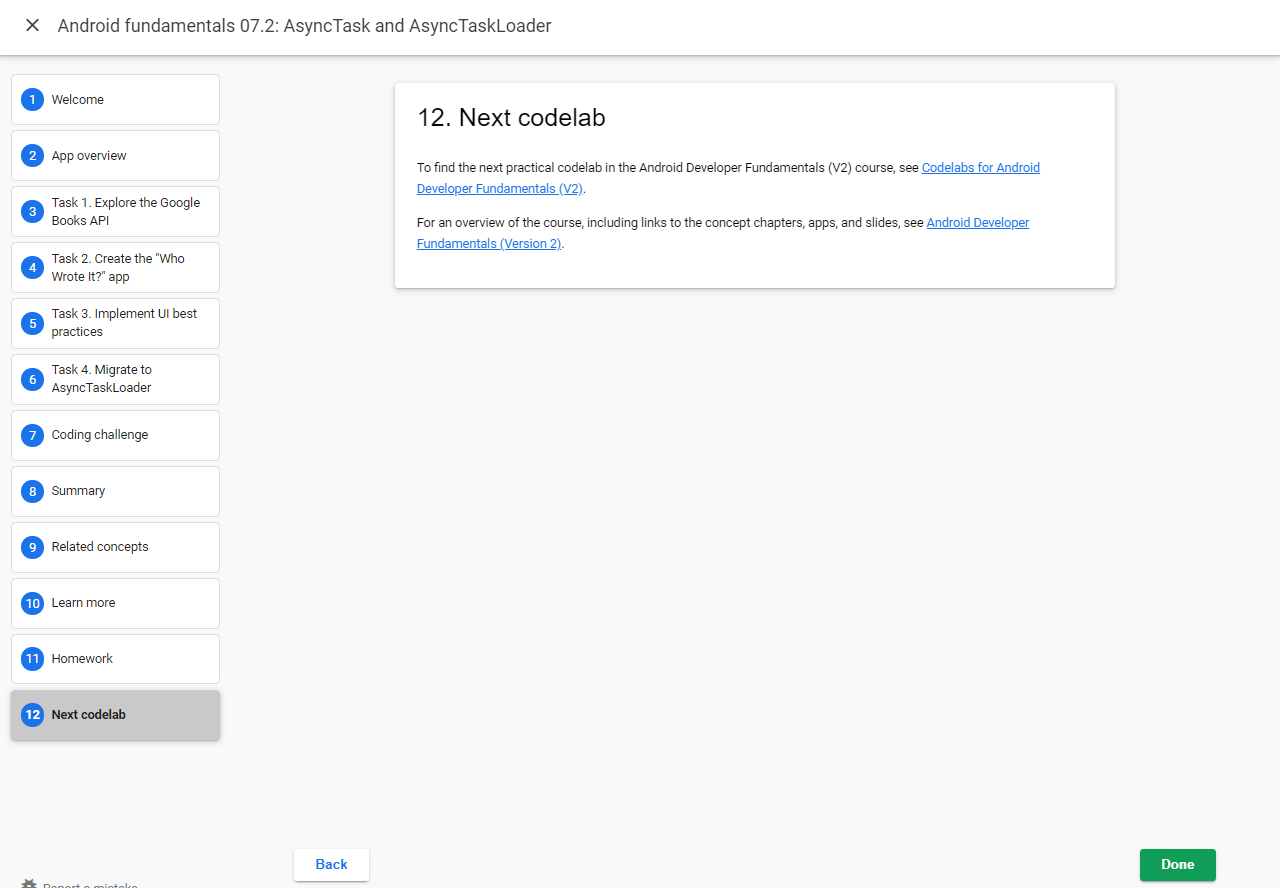 Android fundamentals 07.2: AsyncTask and AsyncTaskLoader
1 Welcome
2 App overview
3 Task 1. Explore the Google
Books API
4 Task 2. Create the "Who
Wrote It?" app
5 Task 3. Implement UI best
practices
6 Task 4. Migrate to
AsyncTaskLoader
7 Coding challenge
8 Summary
9 Related concepts
10 Learn more
11 Homework
12 Next codelab
12. Next codelab
To find the next practical codelab in the Android Developer Fundamentals (V2) course, see Codelabs for Android
Developer Fundamentals (V2).
For an overview of the course, including links to the concept chapters, apps, and slides, see Android Developer
Fundamentals (Version 2).
Back
Done
Report a mistake